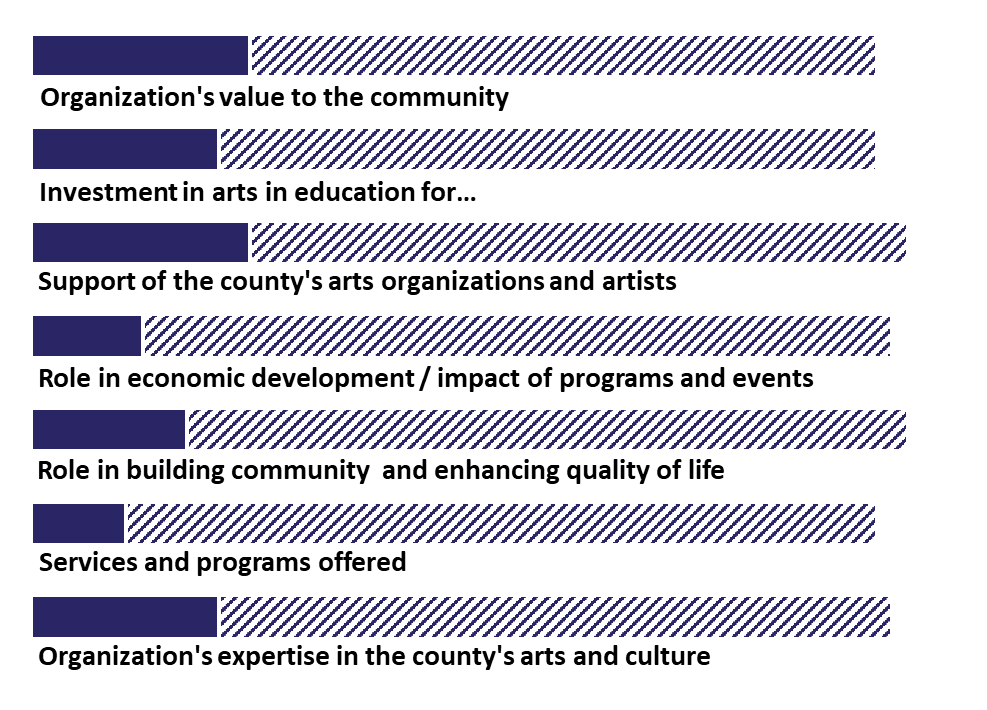 Organization's value to the community
Investment in arts in education for...
Support of the county's arts organizations and artists
Role in economic development / impact of programs and events
Role in building community  and enhancing quality of life
Services and programs offered
Organization's expertise in the county's arts and culture